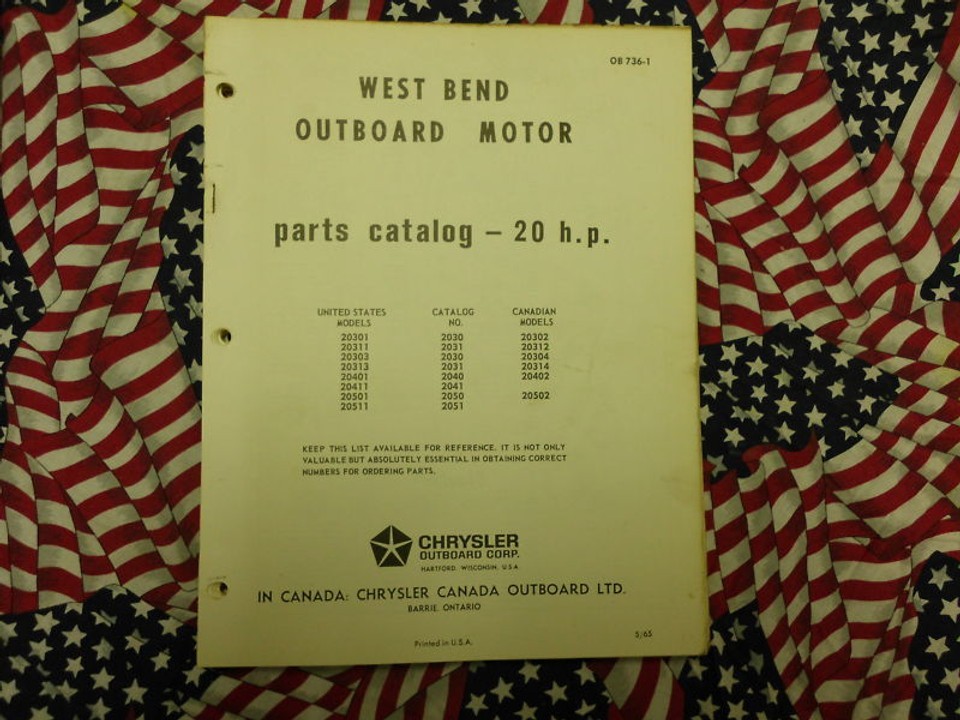 OB 736-1
WEST BEND
OUTBOARD MOTOR
parts catalog – 20 h.p.
UNITED STATES CATALOG CANADIAN
MODELS NO. MODELS
20301 2030 20302
20311 2031 20312
20303 2030 20304
20313 2031 20314
20401 2040 20402
20411 2041
20501 2050 20502
20511 2051
KEEP THIS LIST AVAILABLE FOR REFERENCE. IT IS NOT ONLY
VALUABLE BUT ABSOLUTELY ESSENTIAL IN OBTAINING CORRECT
NUMBERS FOR ORDERING PARTS.
CHRYSLER
OUTBOARD CORP.
HARTFORD, WISCONSIN, U.S.A.
IN CANADA: CHRYSLER CANADA OUTBOARD LTD.
BARRIE, ONTARIO
Printed in U.S.A.
5/65